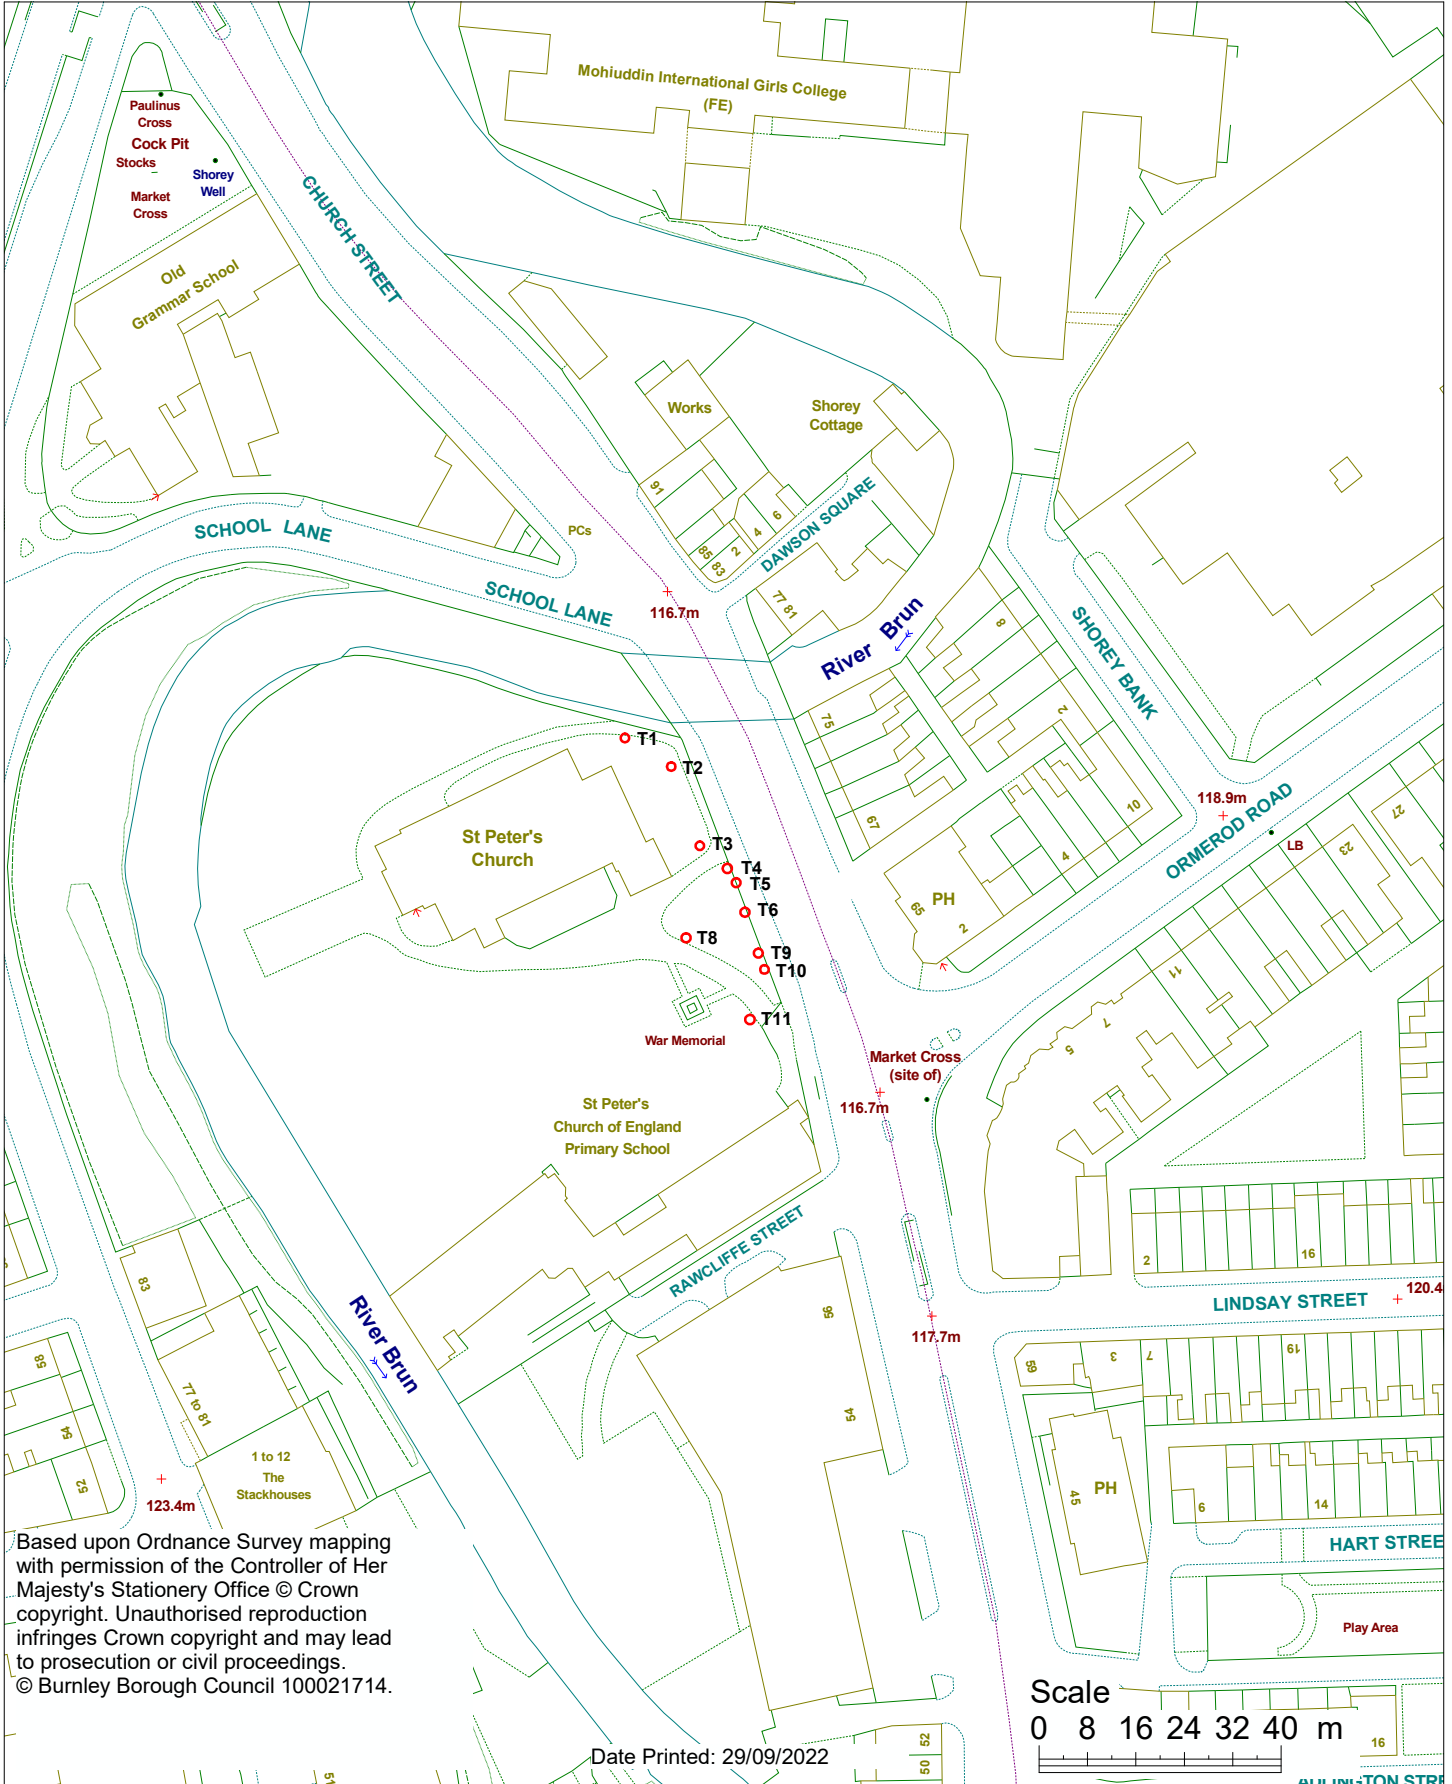 Mohiuddin International Girls College
(FE)
Paulinus
Cross
Cock Pit
Stocks
Shorey
Well
Market
Cross
CHURCH STREET
Old
Grammar School
Works
Shorey
Cottage
91
85
83
2
4
6
DAWSON SQUARE
SCHOOL LANE
PCs
SCHOOL LANE
116.7m
77 81
River Brun
8
2
SHOREY BANK
75
67
10
4
118.9m
ORMEROD ROAD
LB
27
23
T1
T2
St Peter's
Church
T3
T4
T5
T6
T8
T9
T10
T11
PH
65
2
11
7
5
War Memorial
Market Cross
(site of)
116.7m
St Peter's
Church of England
Primary School
RAWCLIFFE STREET
2
16
LINDSAY STREET
120.4
83
River Brun
56
117.7m
59
3
7
19
58
54
52
77 to 81
54
1 to 12
The
Stackhouses
123.4m
45
PH
6
14
HART STREE
Play Area
Based upon Ordnance Survey mapping
with permission of the Controller of Her
Majesty's Stationery Office © Crown
copyright. Unauthorised reproduction
infringes Crown copyright and may lead
to prosecution or civil proceedings.
© Burnley Borough Council 100021714.
Scale
0 8 16 24 32 40 m
16
Date Printed: 29/09/2022
52
50
51